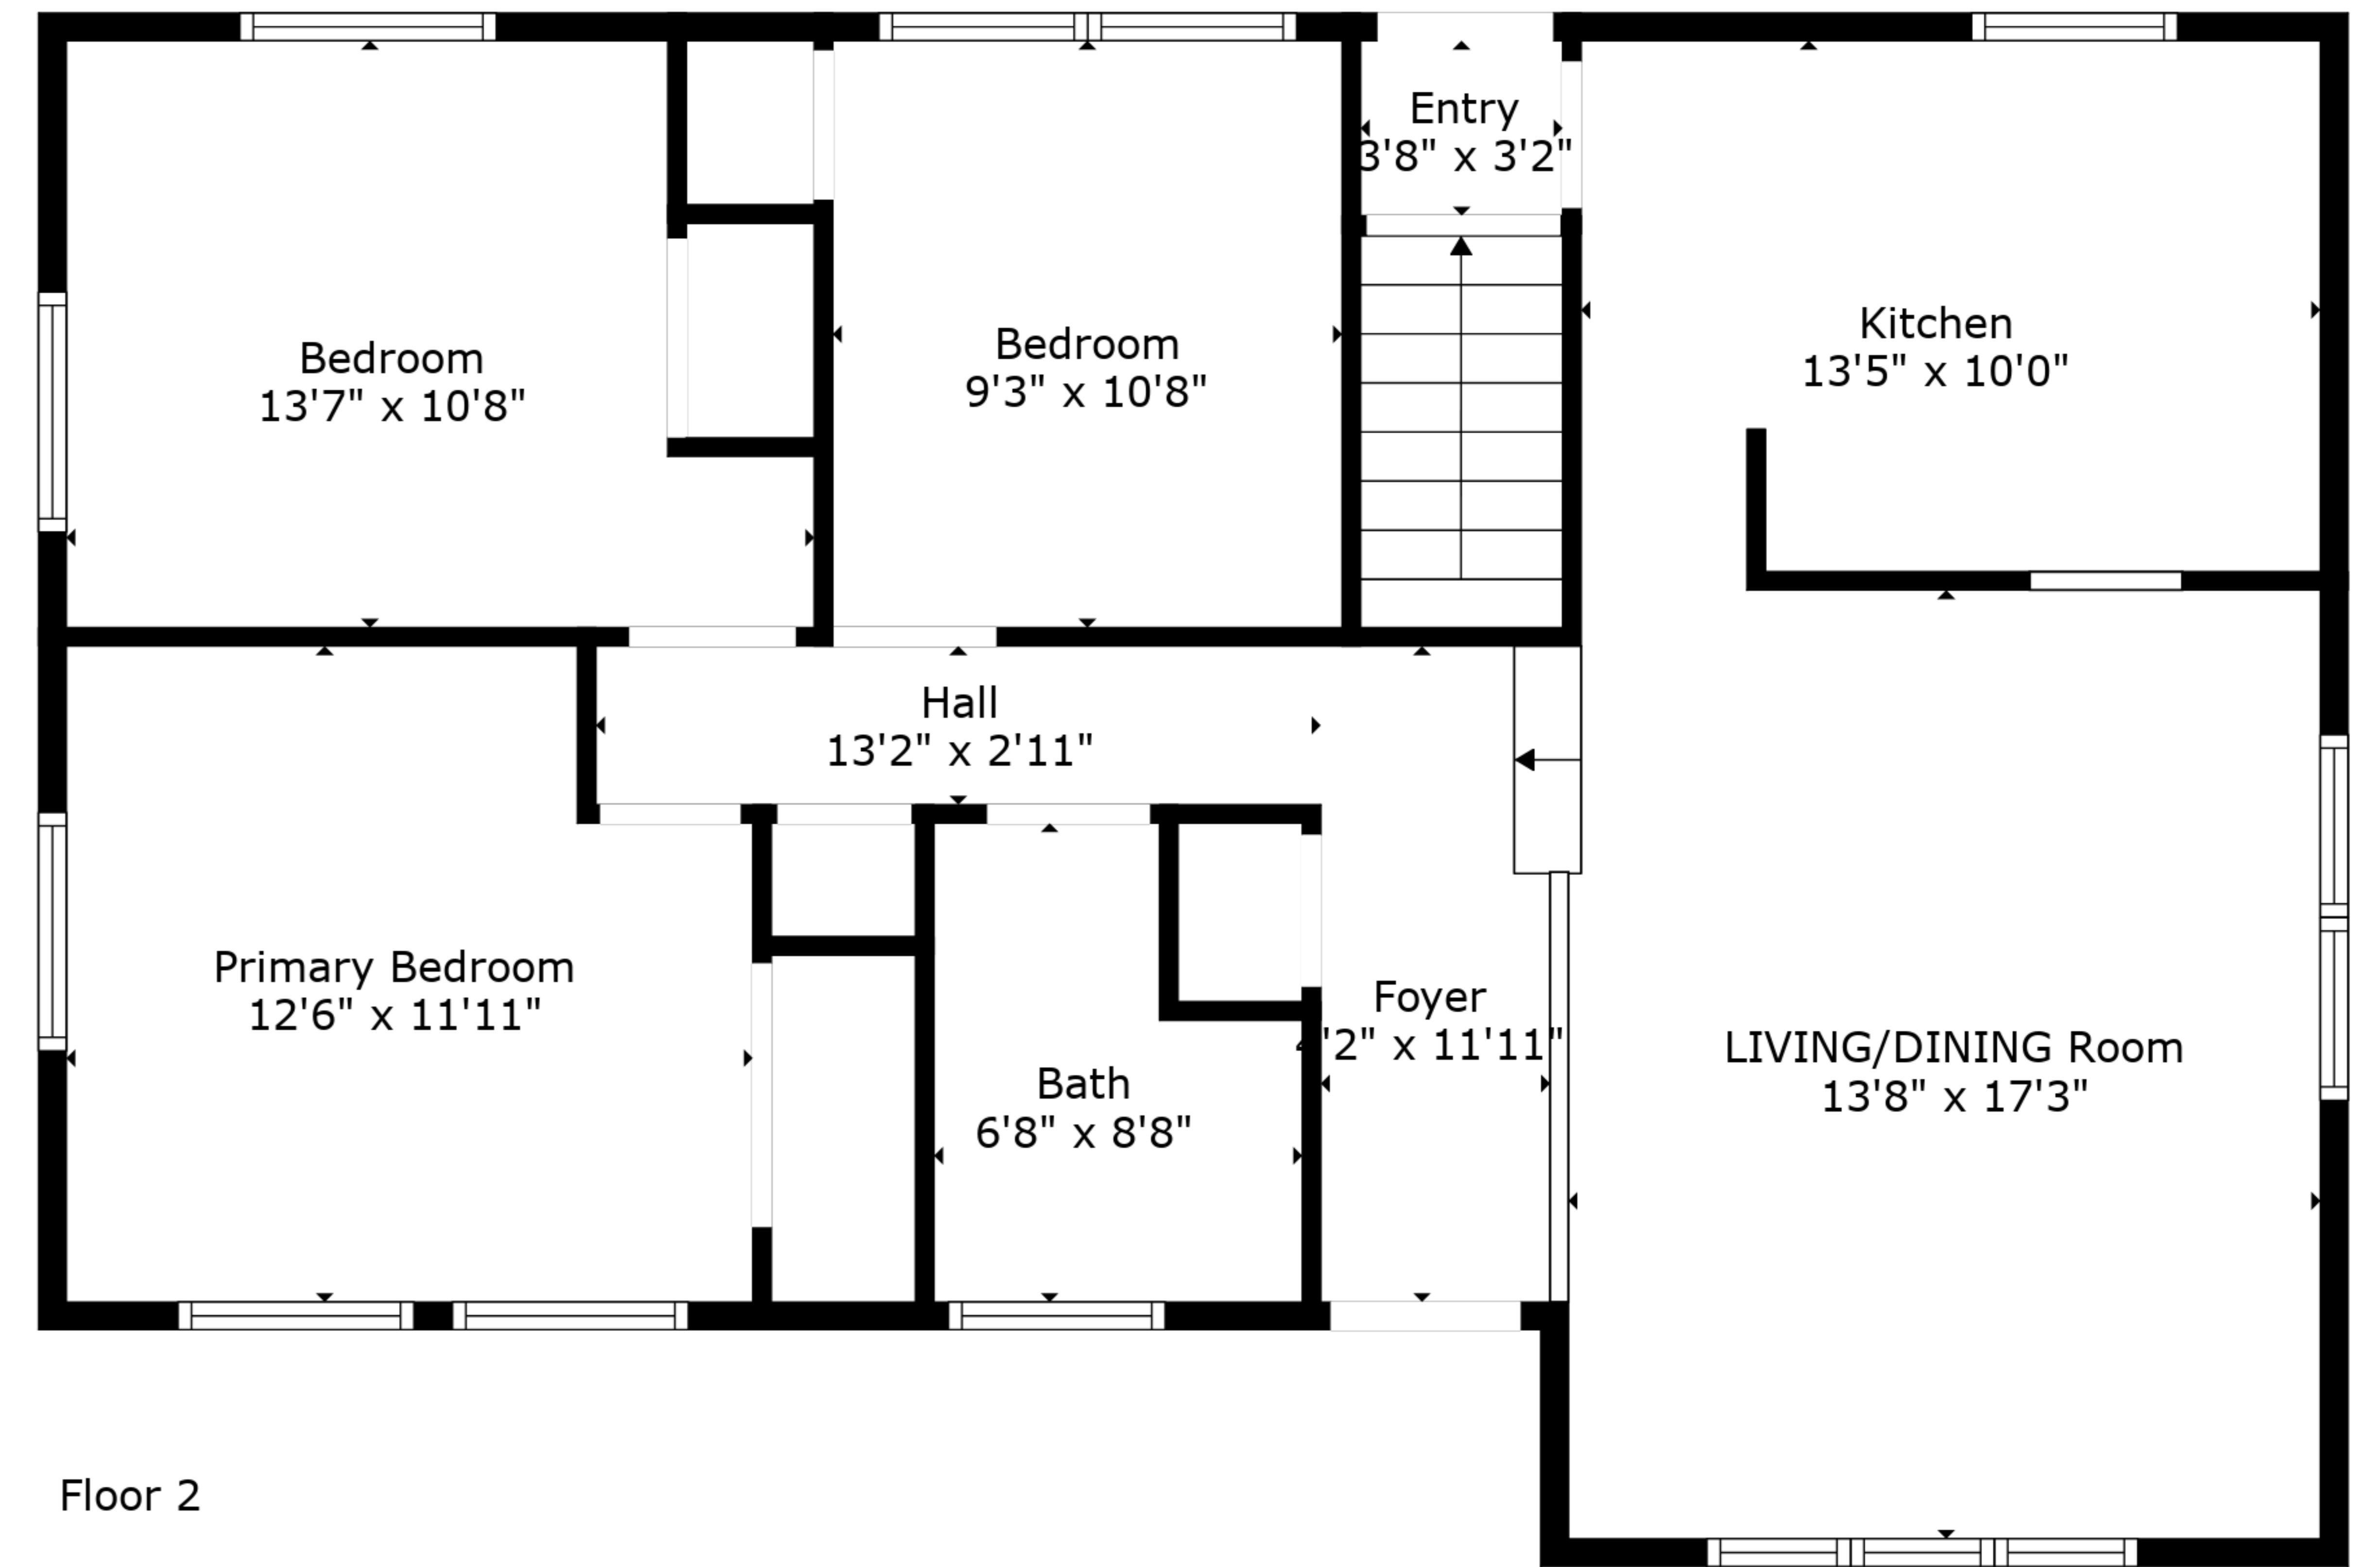 Entry
3'8" x 3'2"
Kitchen
13'5" x 10'0"
Bedroom
9'3" x 10'8"
Bedroom
13'7" x 10'8"
Hall
13'2" x 2'11"
Primary Bedroom
12'6" x 11'11"
Foyer
4'2" x 11'11"
LIVING/DINING Room
13'8" x 17'3"
Bath
6'8" x 8'8"
Floor 2